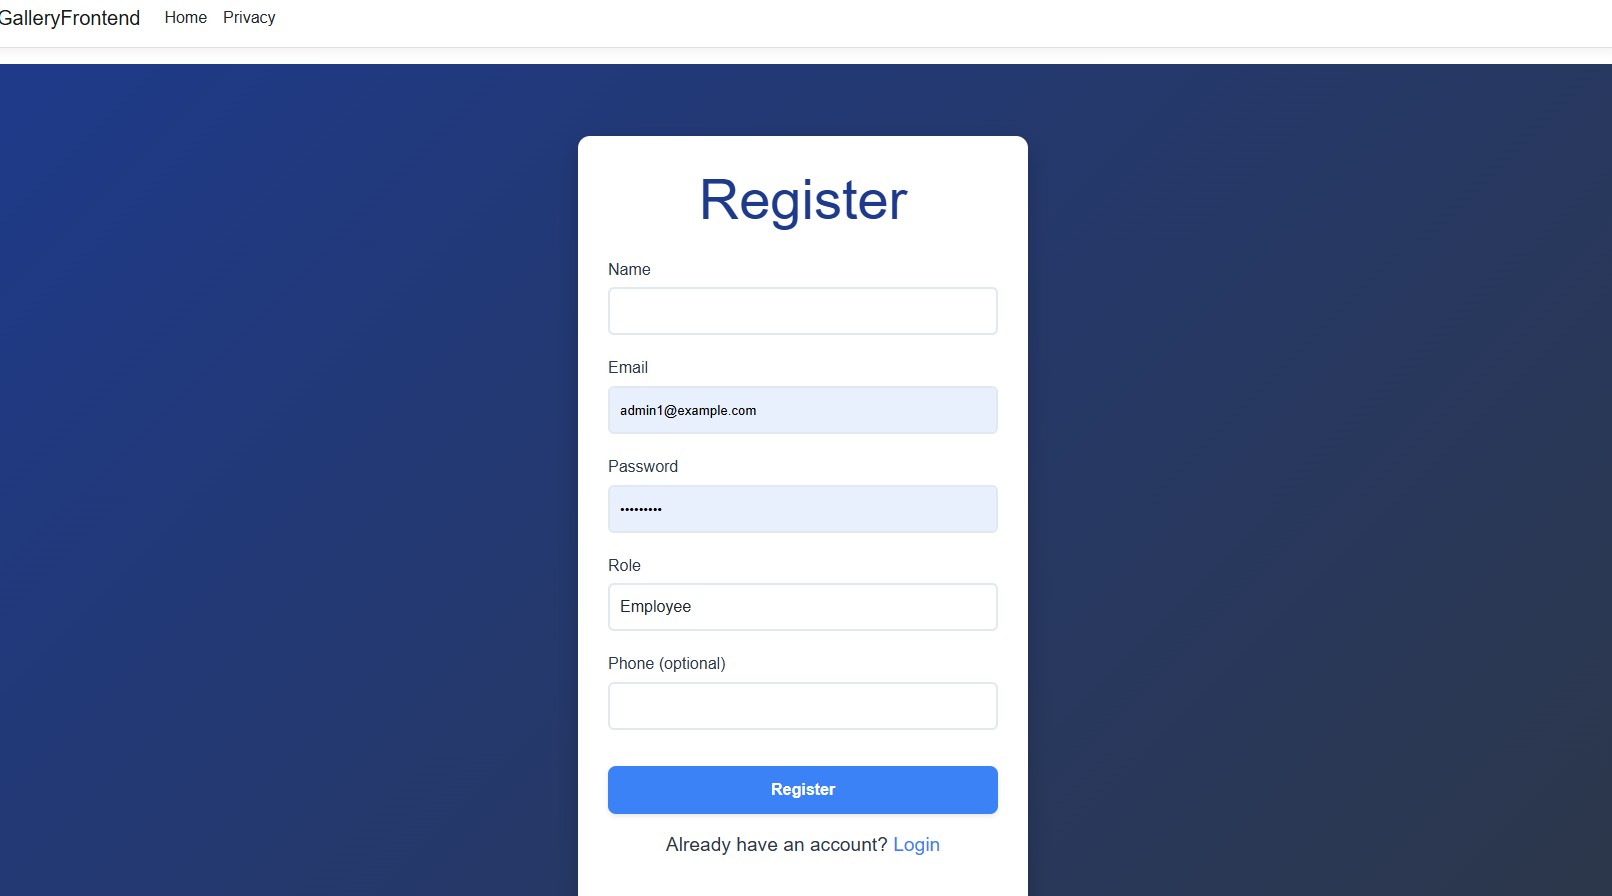 GalleryFrontend Home Privacy
Register
Name
Email
admin1@example.com
Password
•••••••••
Role
Employee
Phone (optional)
Register
Already have an account? Login